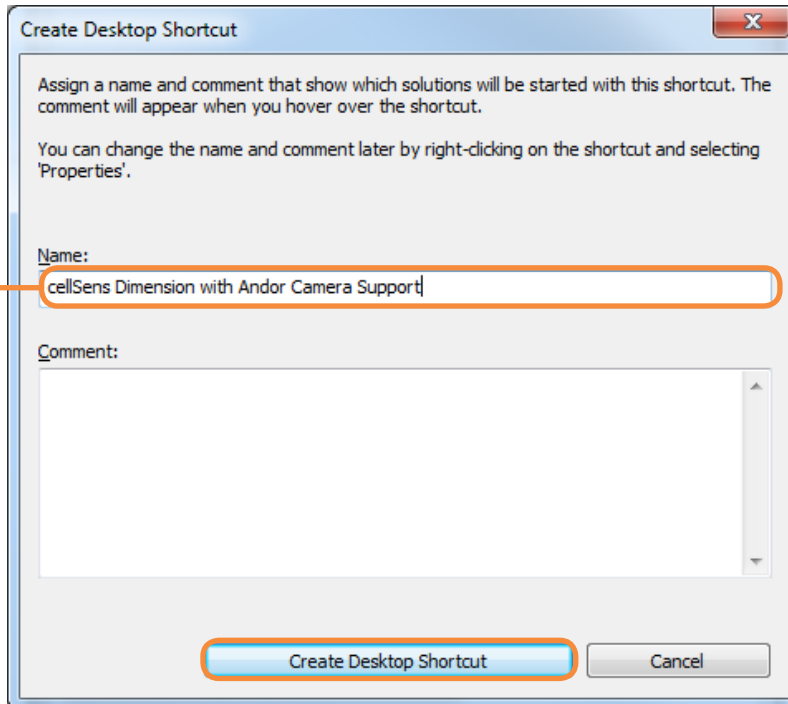 Create Desktop Shortcut
Assign a name and comment that show which solutions will be started with this shortcut. The
comment will appear when you hover over the shortcut.
You can change the name and comment later by right-clicking on the shortcut and selecting
'Properties'.
Name:
cellSens Dimension with Andor Camera Support
Comment:
Create Desktop Shortcut
Cancel